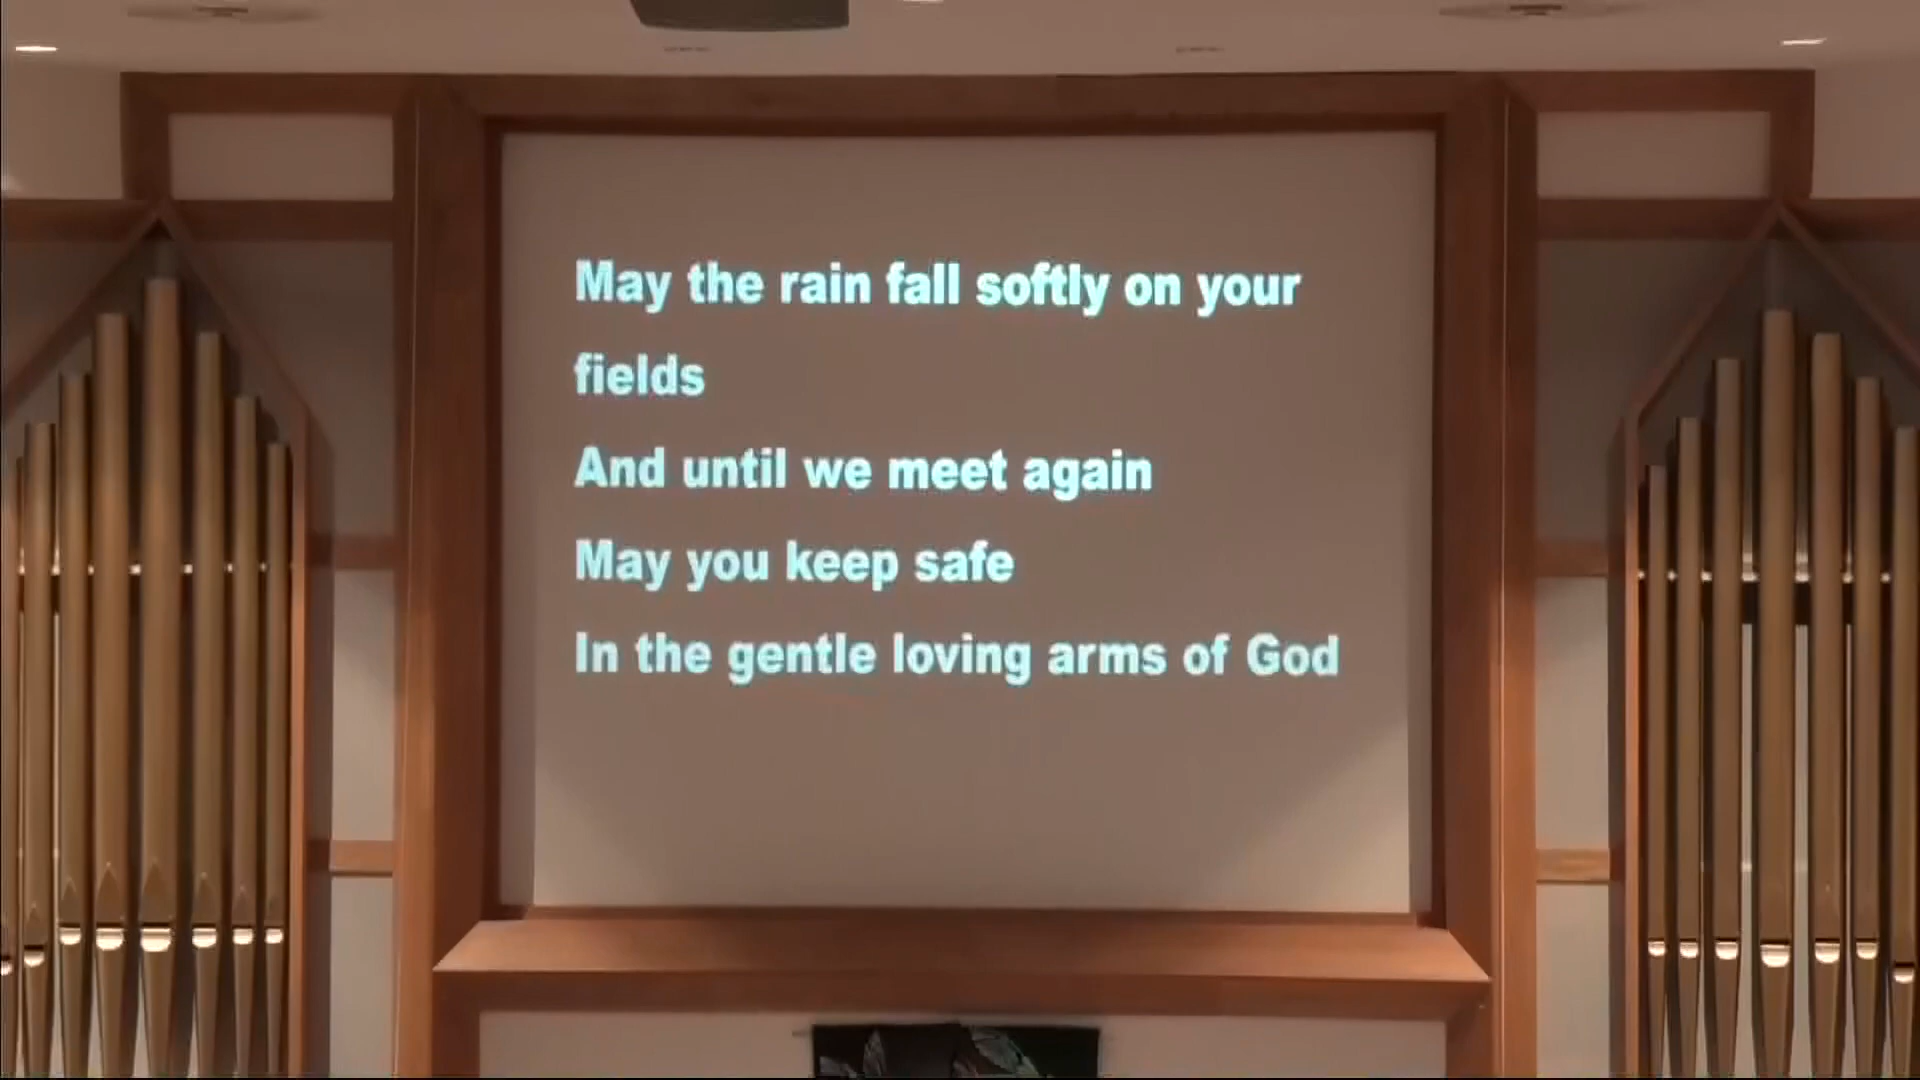 May the rain fall softly on your
fields
And until we meet again
May you keep safe
In the gentle loving arms of God